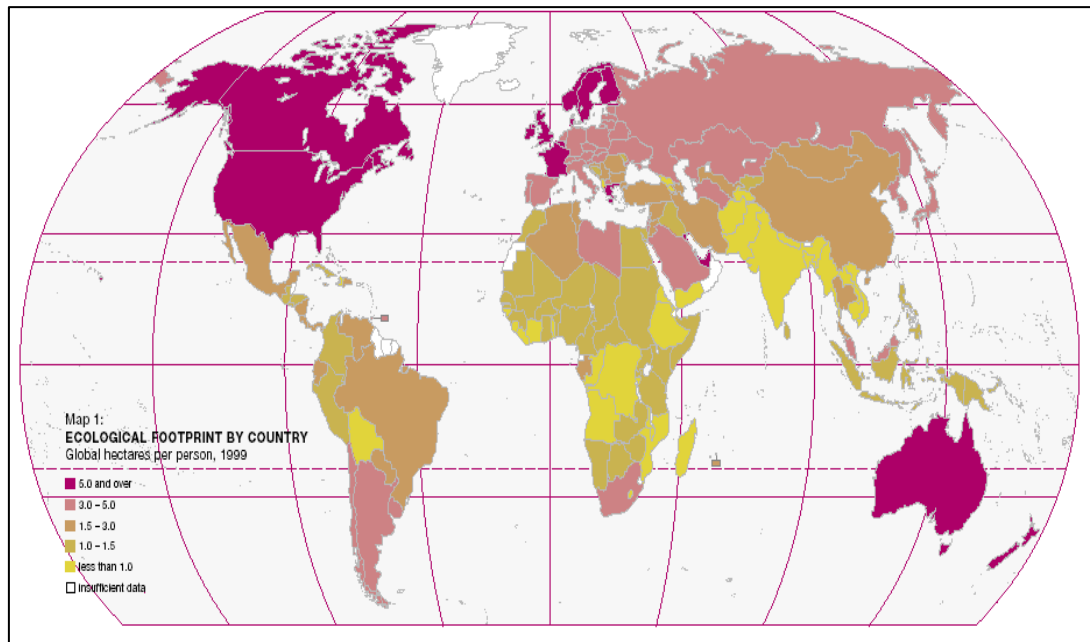 Map 1:
ECOLOGICAL FOOTPRINT BY COUNTRY
Global hectares per person, 1999
5.0 and over
3.0 – 5.0
1.5 – 3.0
1.0 – 1.5
less than 1.0
insufficient data